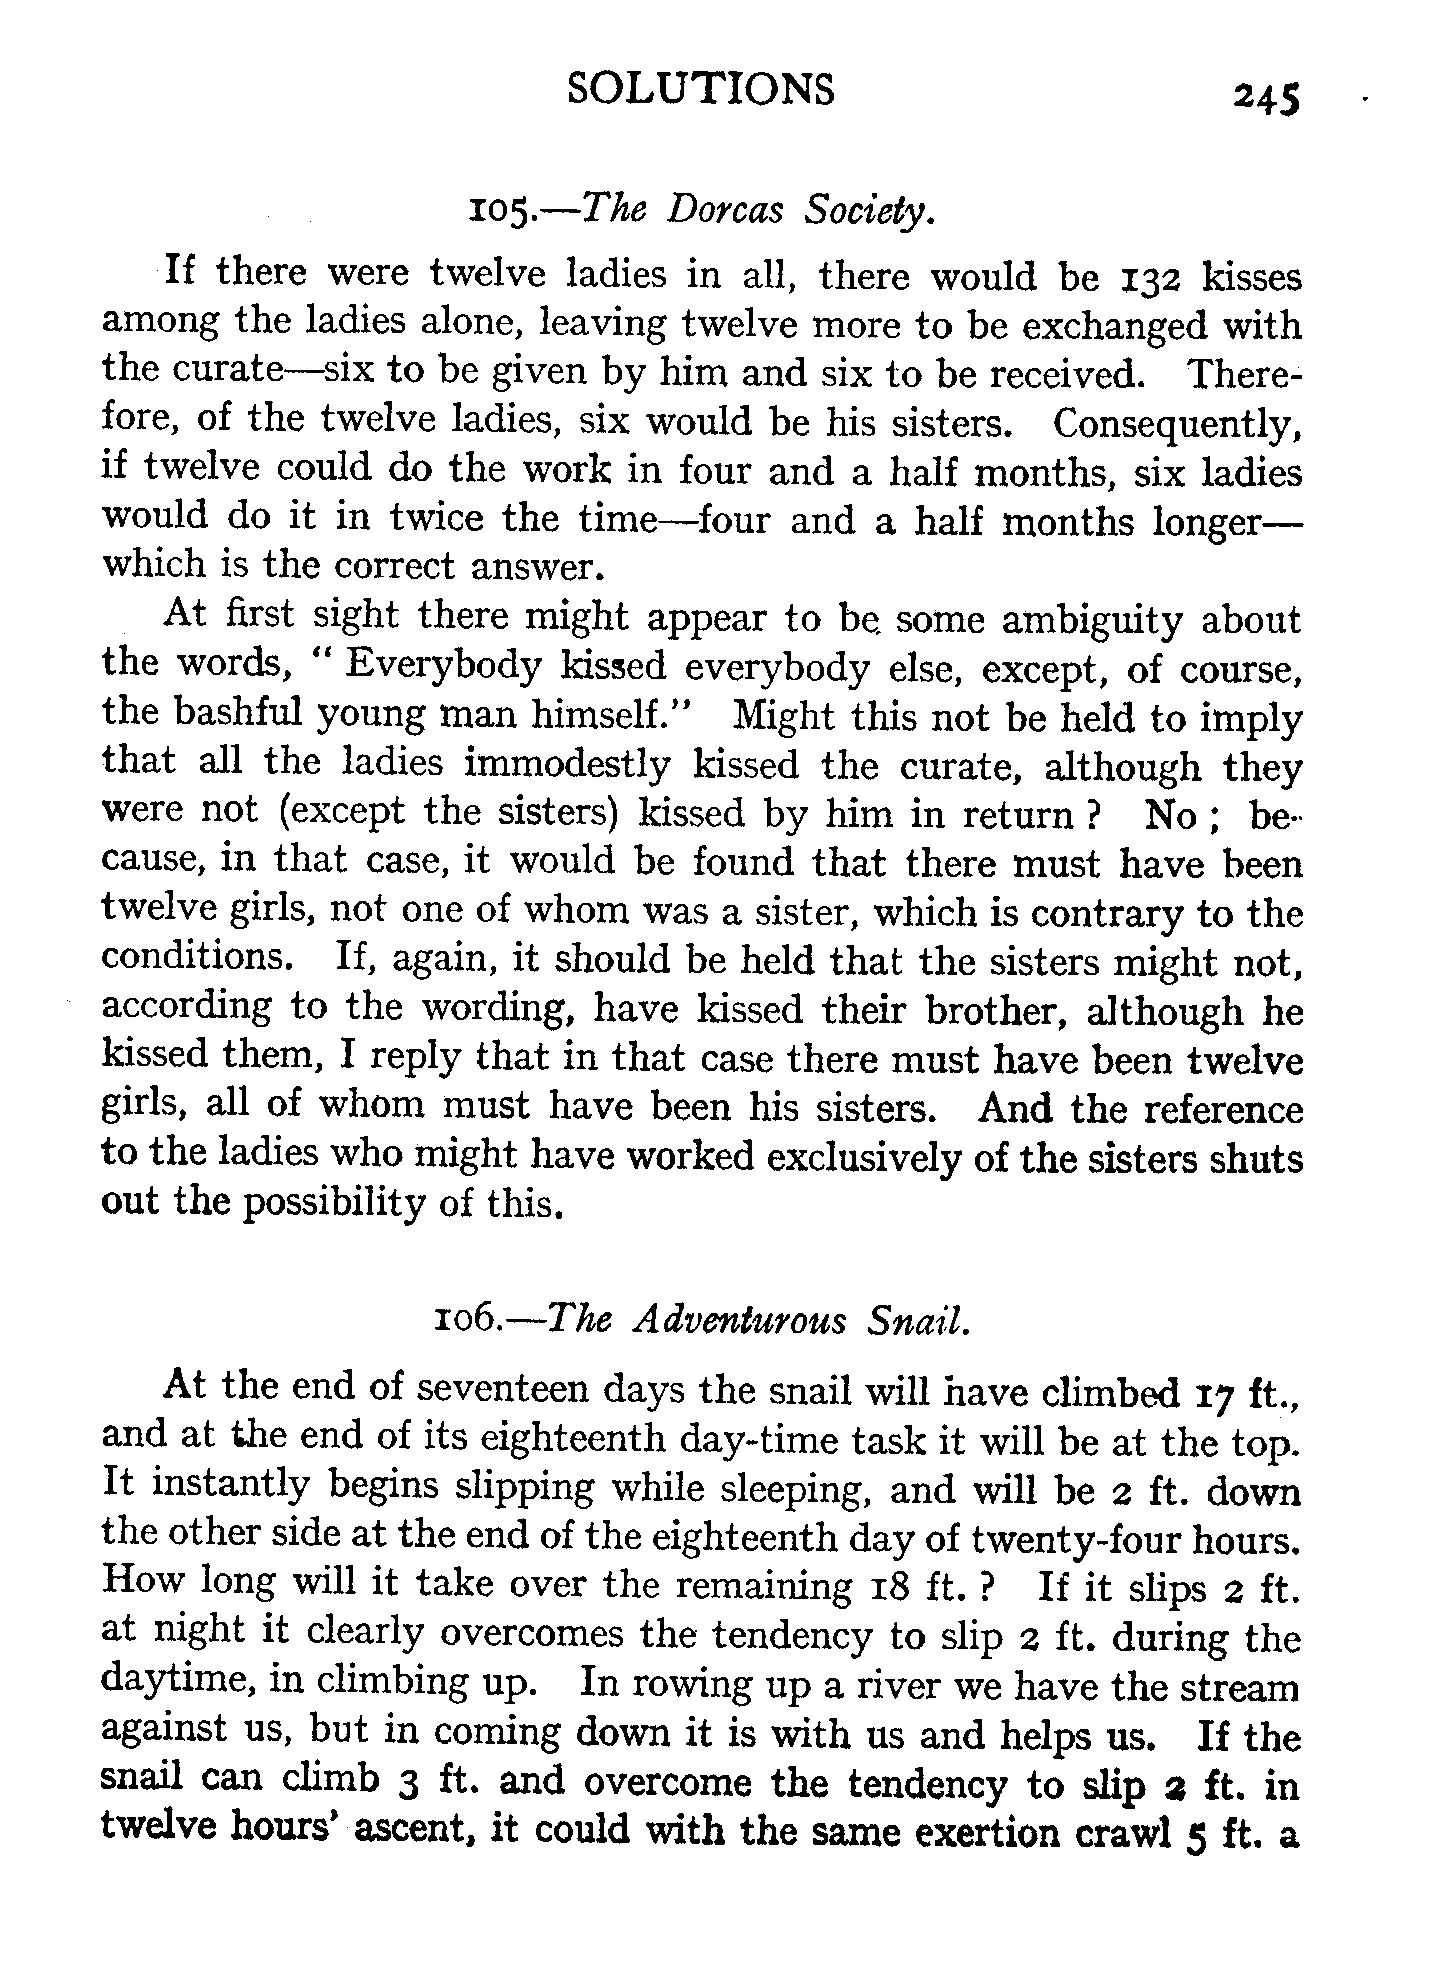 SOLUTIONS 245
105.—The Dorcas Society.
If there were twelve ladies in all, there would be 132 kisses
among the ladies alone, leaving twelve more to be exchanged with
the curate—six to be given by him and six to be received. There-
fore, of the twelve ladies, six would be his sisters. Consequently,
if twelve could do the work in four and a half months, six ladies
would do it in twice the time—four and a half months longer—
which is the correct answer.
At first sight there might appear to be some ambiguity about
the words, “ Everybody kissed everybody else, except, of course,
the bashful young man himself.” Might this not be held to imply
that all the ladies immodestly kissed the curate, although they
were not (except the sisters) kissed by him in return ? No ; be-
cause, in that case, it would be found that there must have been
twelve girls, not one of whom was a sister, which is contrary to the
conditions. If, again, it should be held that the sisters might not,
according to the wording, have kissed their brother, although he
kissed them, I reply that in that case there must have been twelve
girls, all of whom must have been his sisters. And the reference
to the ladies who might have worked exclusively of the sisters shuts
out the possibility of this.
106.—The Adventurous Snail.
At the end of seventeen days the snail will have climbed 17 ft.,
and at the end of its eighteenth day-time task it will be at the top.
It instantly begins slipping while sleeping, and will be 2 ft. down
the other side at the end of the eighteenth day of twenty-four hours.
How long will it take over the remaining 18 ft. ? If it slips 2 ft.
at night it clearly overcomes the tendency to slip 2 ft. during the
daytime, in climbing up. In rowing up a river we have the stream
against us, but in coming down it is with us and helps us. If the
snail can climb 3 ft. and overcome the tendency to slip 2 ft. in
twelve hours’ ascent, it could with the same exertion crawl 5 ft. a